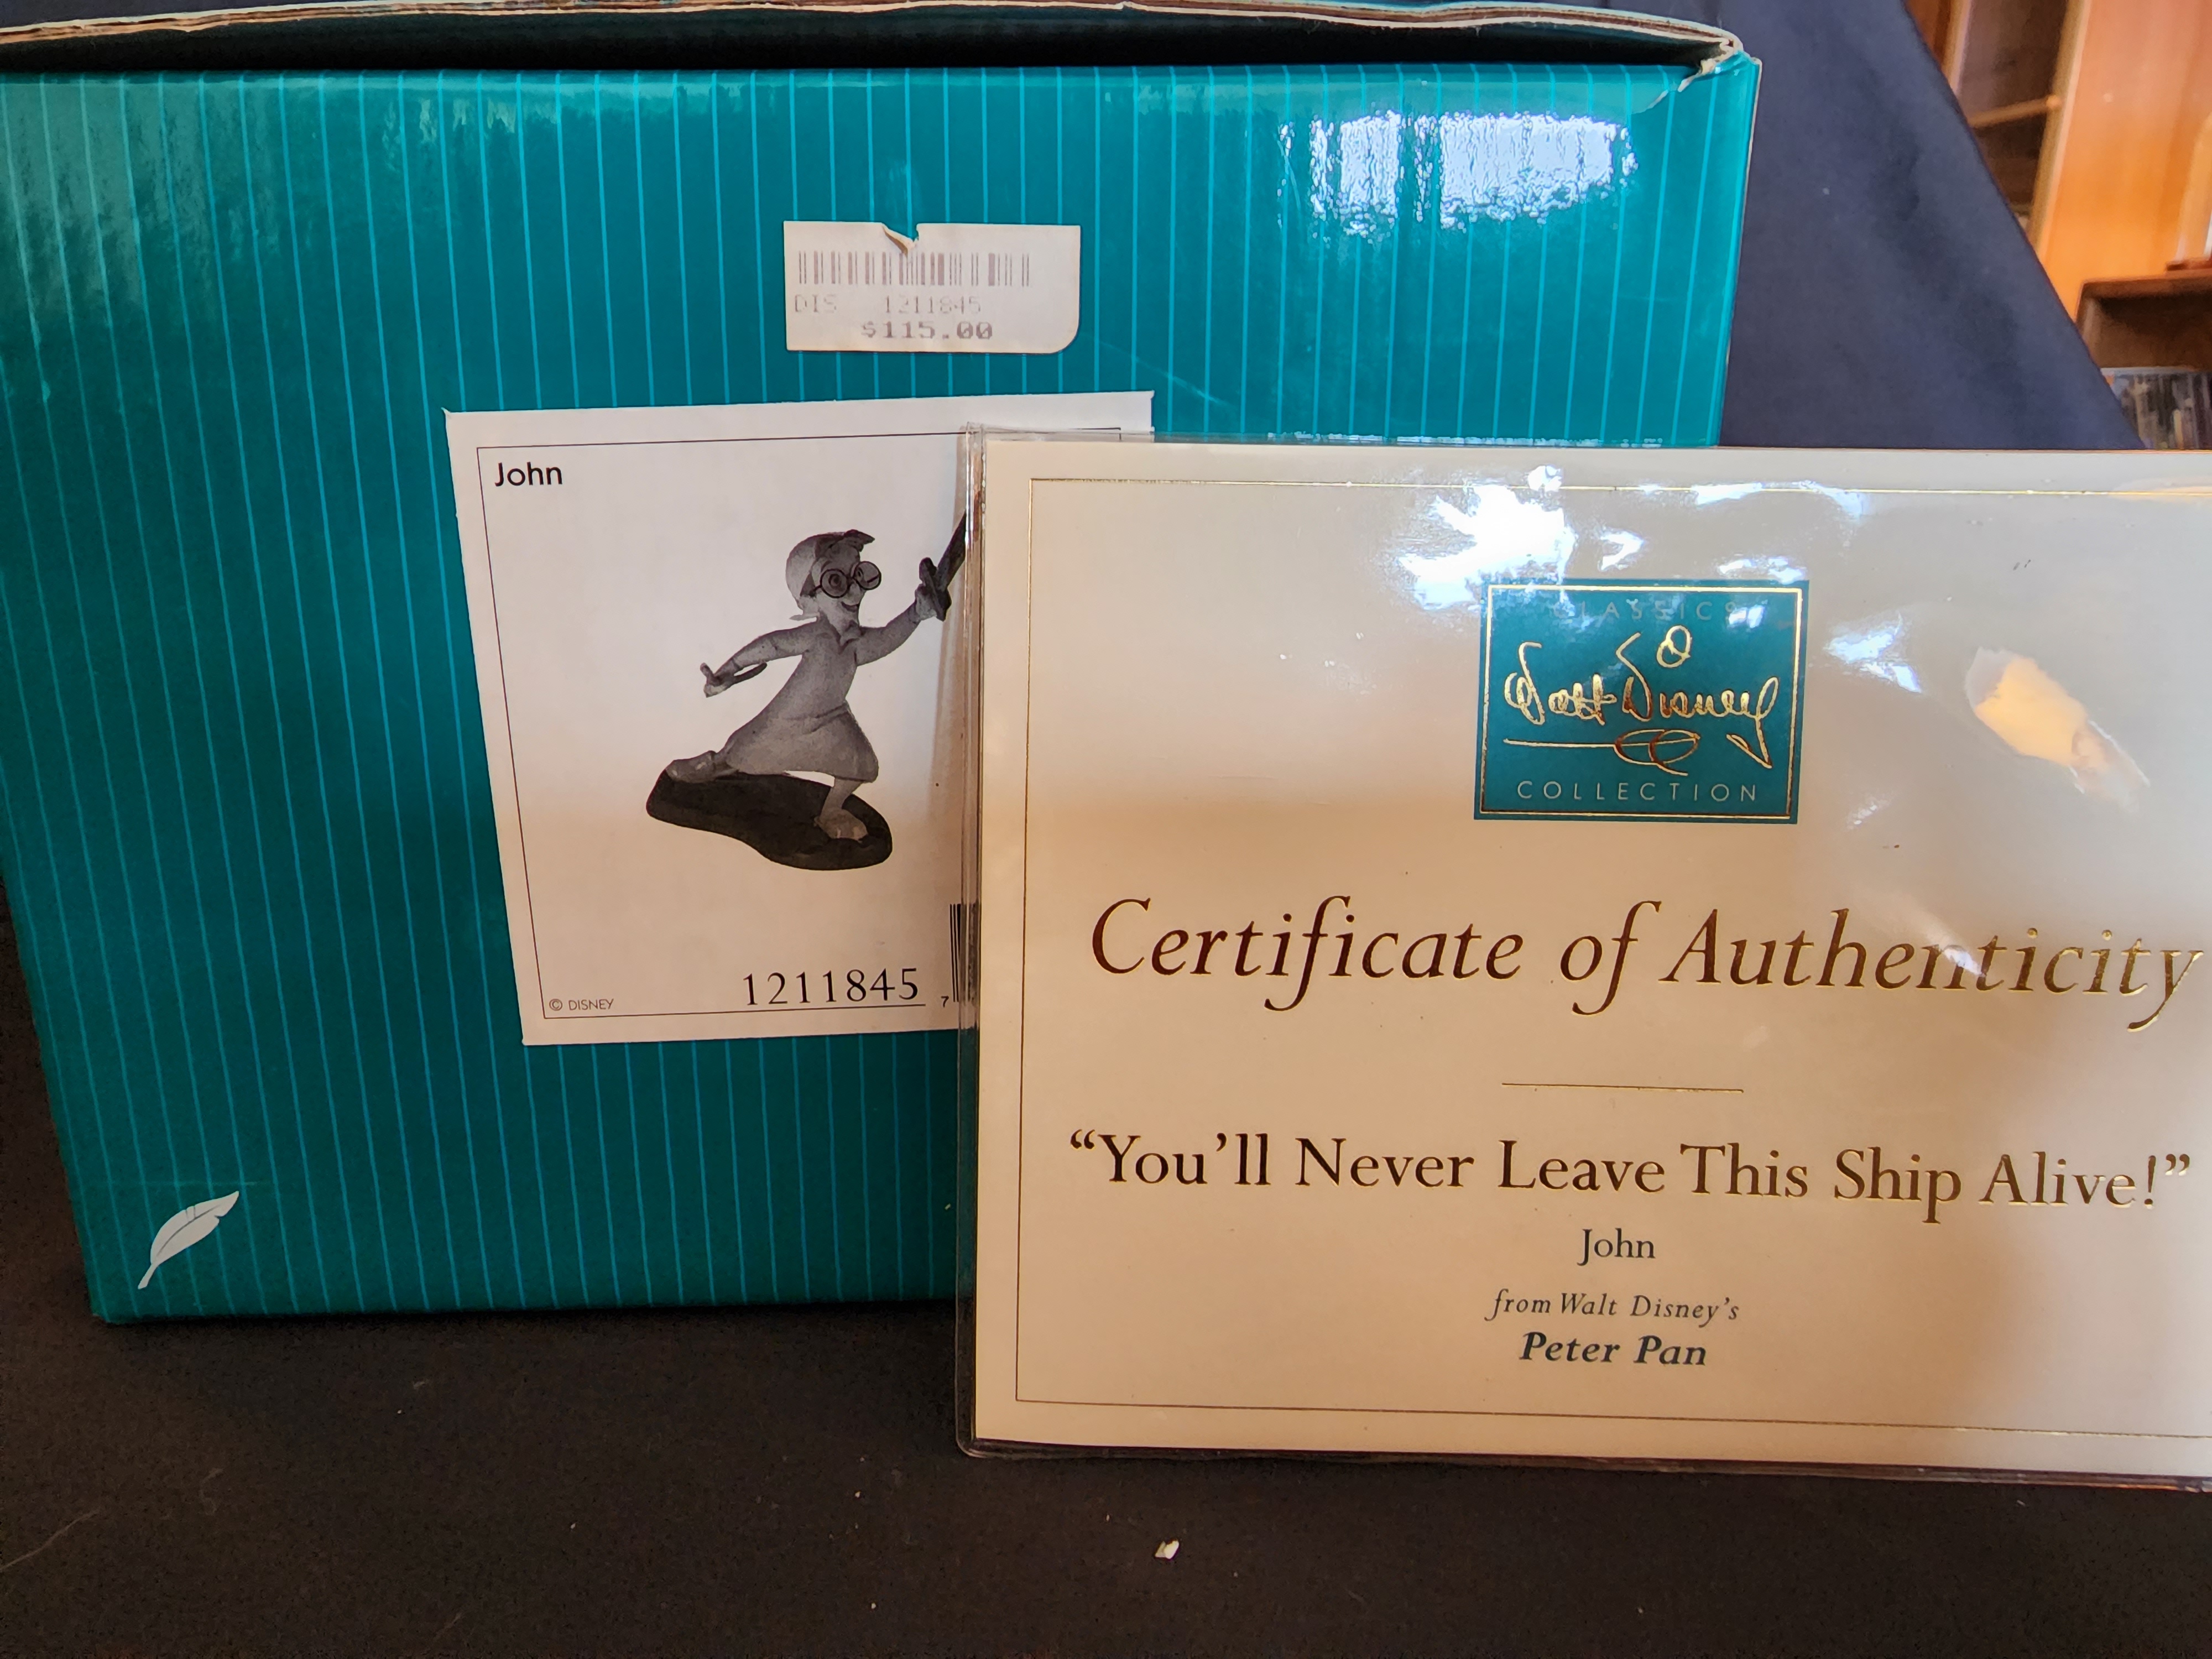 DIS 1211845
$115.00
John
© DISNEY
1211845
7
CLASSICS
Walt Disney
COLLECTION
Certificate of Authenticity
“You’ll Never Leave This Ship Alive!”
John
from Walt Disney’s
Peter Pan